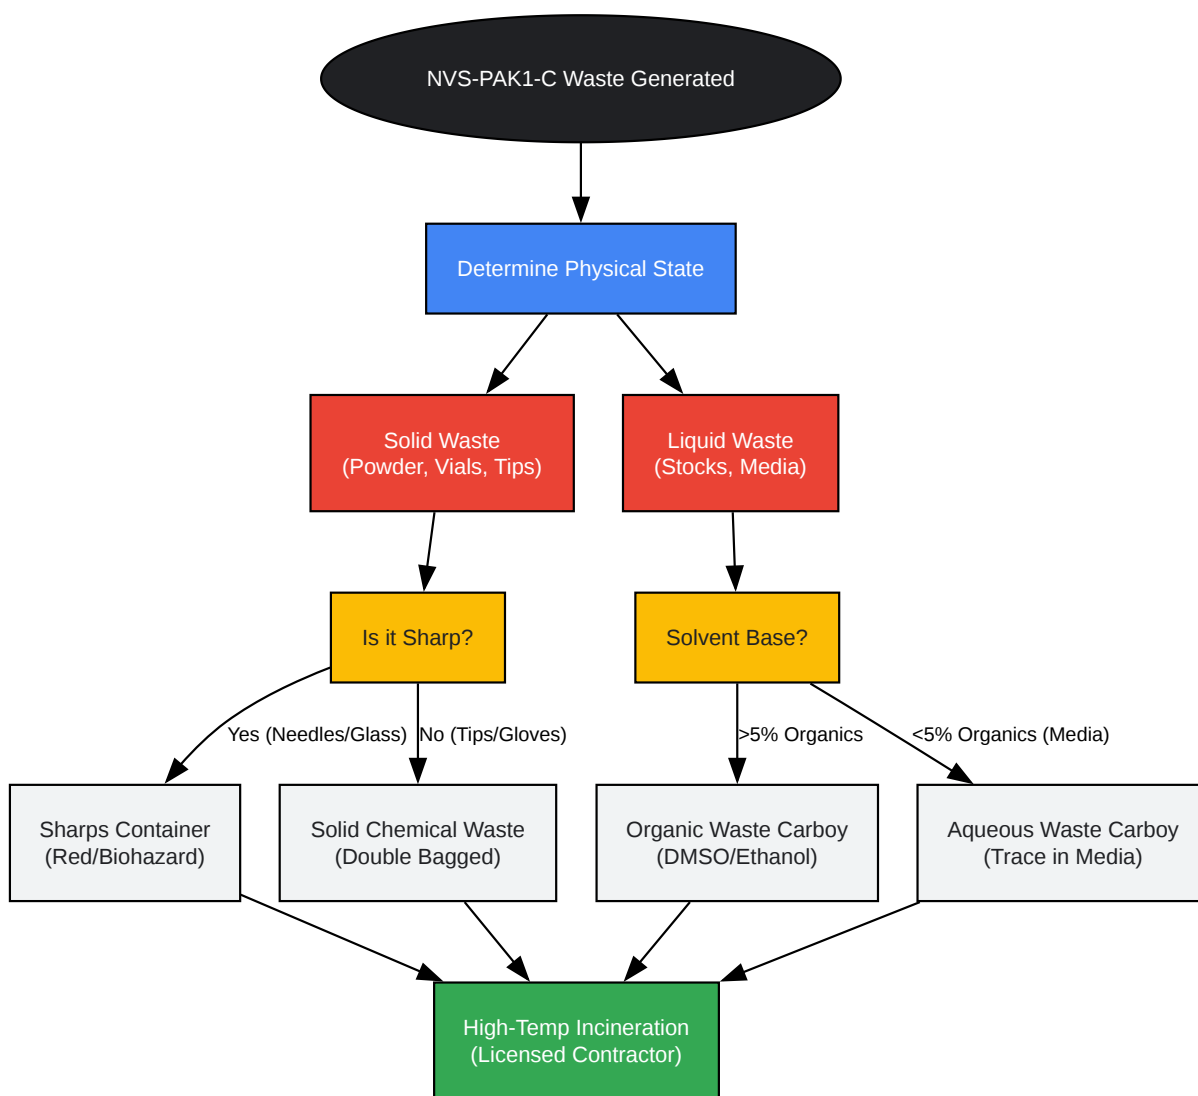 NVS-PAK1-C Waste Generated
Determine Physical State
Solid Waste
(Powder, Vials, Tips)
Liquid Waste
(Stocks, Media)
Is it Sharp?
Solvent Base?
Yes (Needles/Glass)
No (Tips/Gloves)
>5% Organics
<5% Organics (Media)
Sharps Container
(Red/Biohazard)
Solid Chemical Waste
(Double Bagged)
Organic Waste Carboy
(DMSO/Ethanol)
Aqueous Waste Carboy
(Trace in Media)
High-Temp Incineration
(Licensed Contractor)